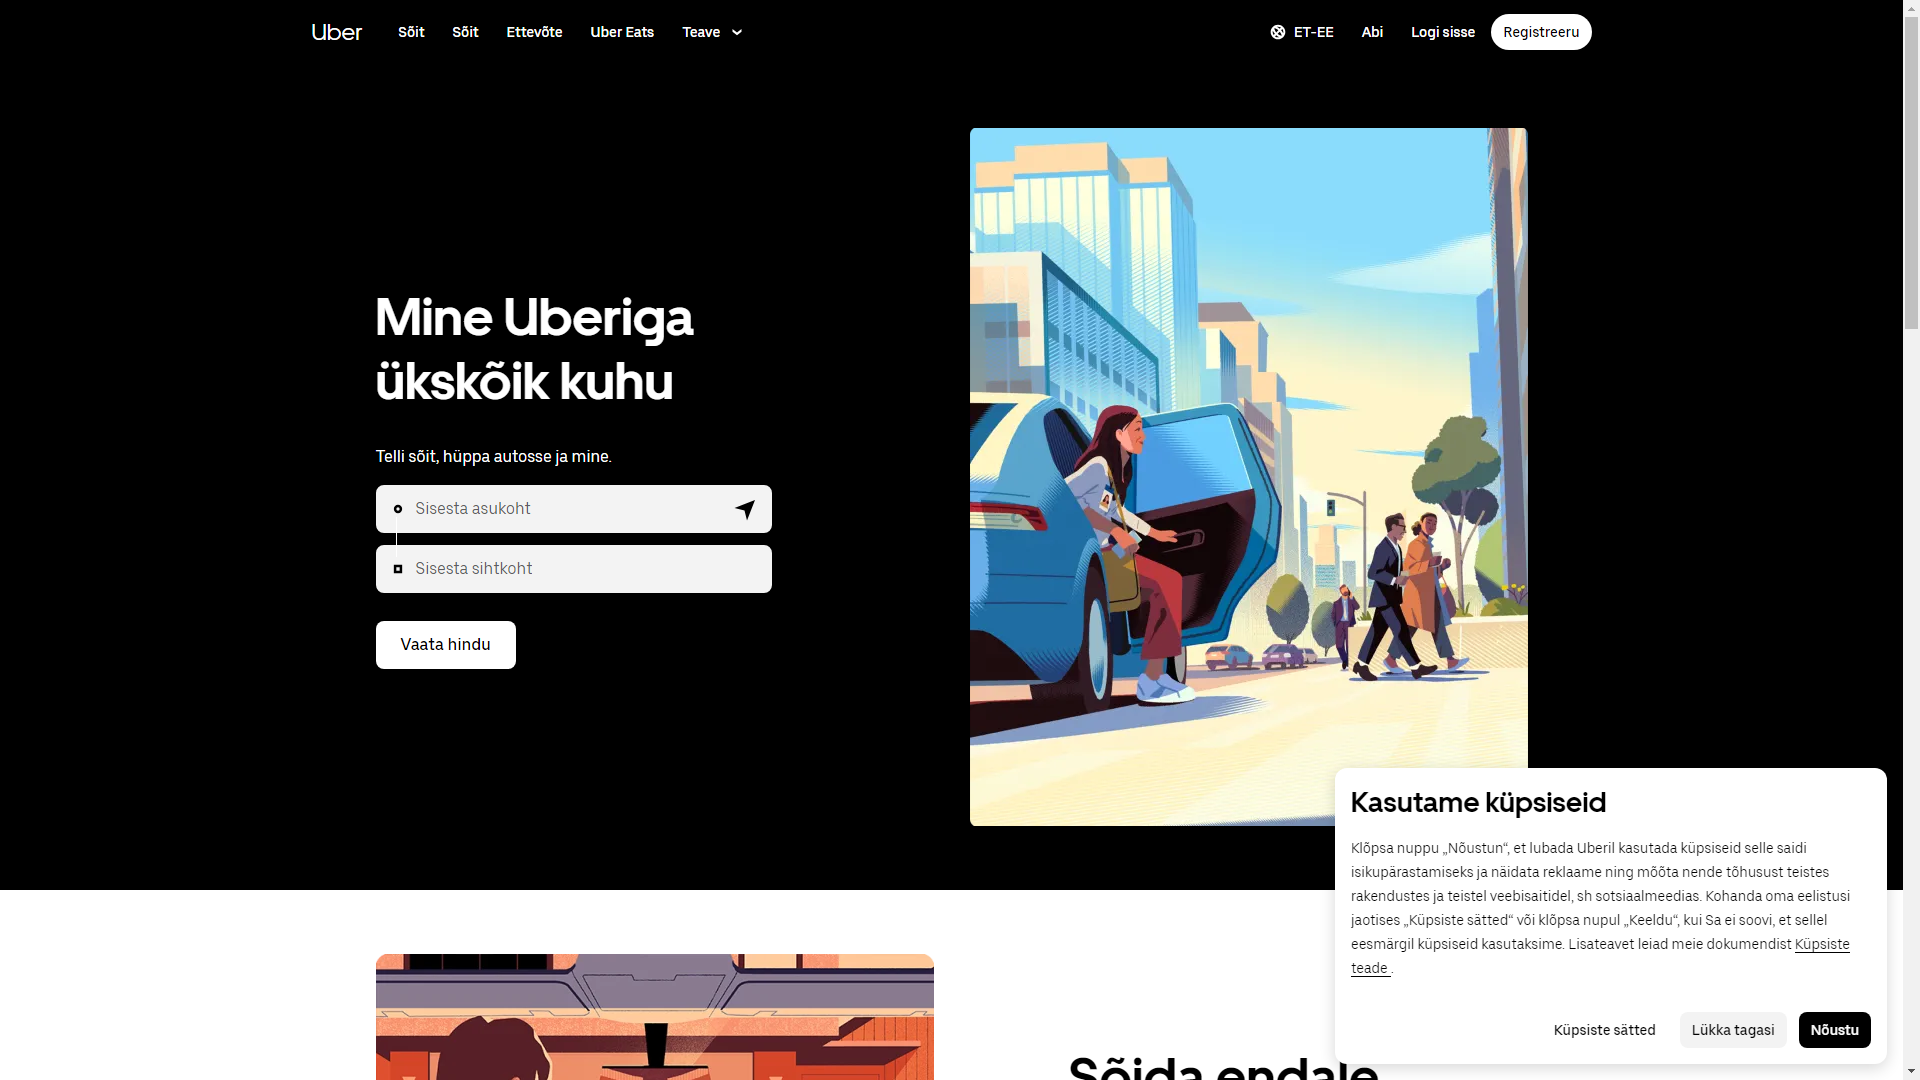 Uber
Sõit
Sõit
Ettevõte
Uber Eats
Teave
ET-EE
Abi
Logi sisse
Registreeru
Mine Uberiga
ükskõik kuhu
Telli sõit, hüppa autosse ja mine.
Sisesta asukoht
Sisesta sihtkoht
Vaata hindu
Kasutame küpsiseid
Klõpsa nuppu „Nõustun“, et lubada Uberil kasutada küpsiseid selle saidi
isikupärastamiseks ja näidata reklaame ning mõõta nende tõhusust teistes
rakendustes ja teistel veebisaitidel, sh sotsiaalmeedias. Kohanda oma eelistusi
jaotises „Küpsiste sätted“ või klõpsa nupul „Keeldu“, kui Sa ei soovi, et sellel
eesmärgil küpsiseid kasutaksime. Lisateavet leiad meie dokumendist Küpsiste
teade .
Küpsiste sätted
Lükka tagasi
Nõustu
Sõida endale